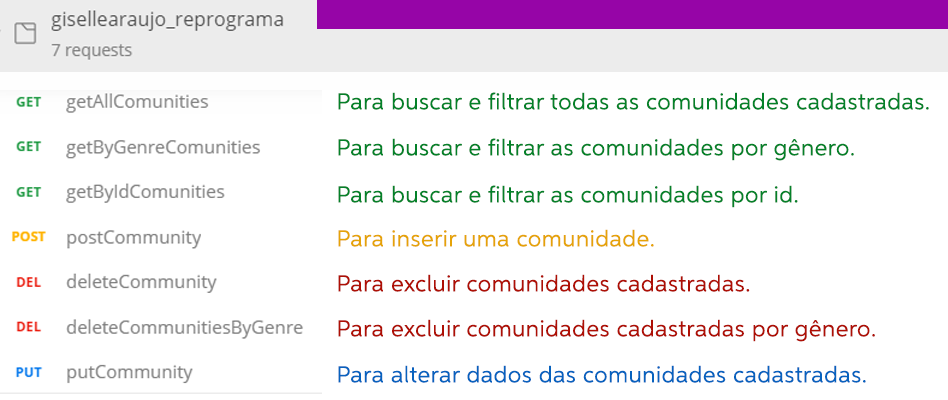 gisellearaujo_reprograma
7 requests
GET getAllComunities Para buscar e filtrar todas as comunidades cadastradas.
GET getByGenreComunities Para buscar e filtrar as comunidades por gênero.
GET getByIdComunities Para buscar e filtrar as comunidades por id.
POST postCommunity Para inserir uma comunidade.
DEL deleteCommunity Para excluir comunidades cadastradas.
DEL deleteCommunitiesByGenre Para excluir comunidades cadastradas por gênero.
PUT putCommunity Para alterar dados das comunidades cadastradas.